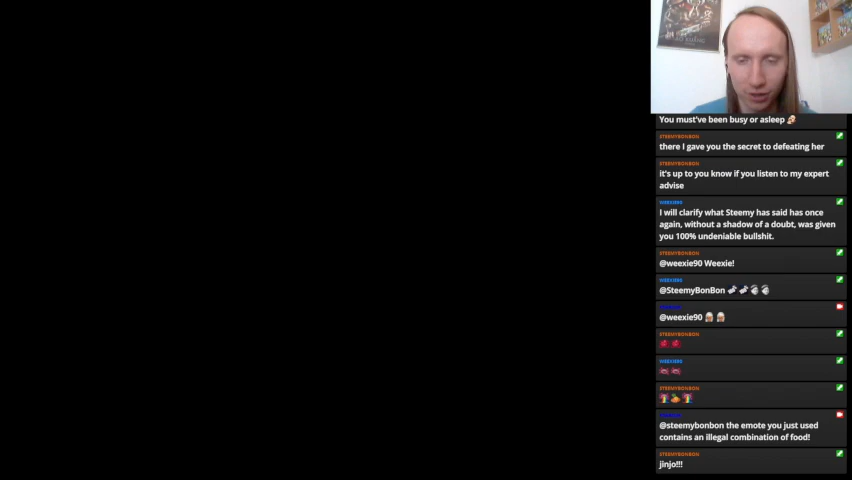 You must've been busy or asleep
STEEMYBONBON
there I gave you the secret to defeating her
STEEMYBONBON
it's up to you know if you listen to my expert
advise
WEEXIE90
I will clarify what Steemy has said has once
again, without a shadow of a doubt, was given
you 100% undeniable bullshit.
STEEMYBONBON
@weexie90 Weexie!
WEEXIE90
@SteemyBonBon
@weexie90
STEEMYBONBON
WEEXIE90
STEEMYBONBON
@steemybonbon the emote you just used
contains an illegal combination of food!
STEEMYBONBON
jinjo!!!